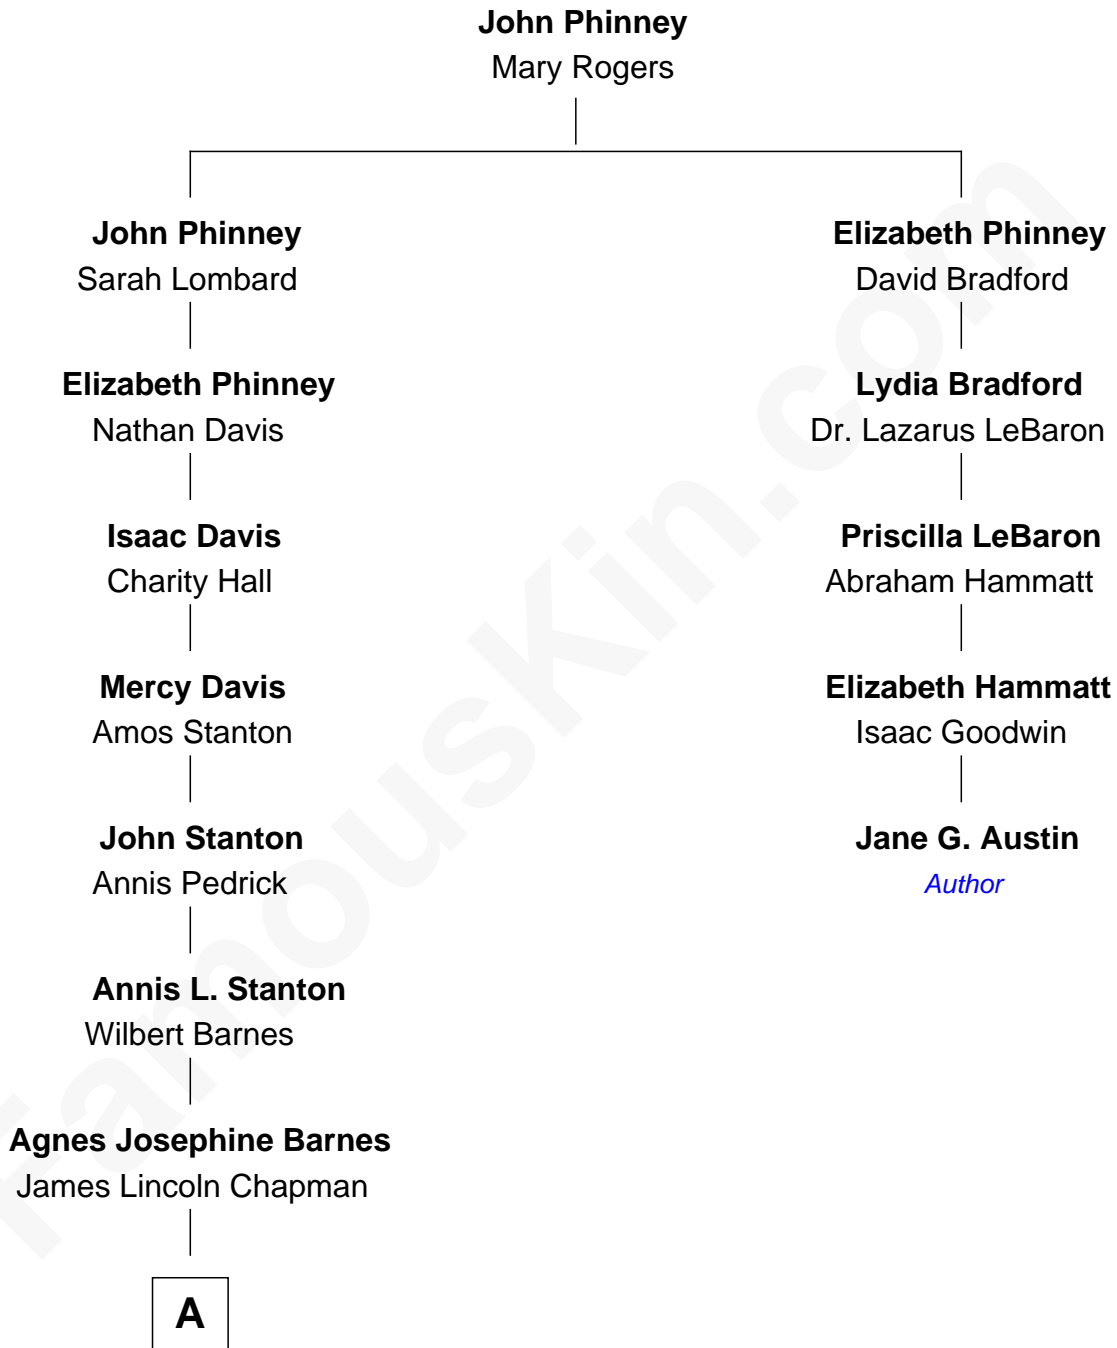 John Phinney
Mary Rogers
John Phinney
Sarah Lombard
Elizabeth Phinney
David Bradford
Elizabeth Phinney
Nathan Davis
Lydia Bradford
Dr. Lazarus LeBaron
Isaac Davis
Charity Hall
Priscilla LeBaron
Abraham Hammatt
Mercy Davis
Amos Stanton
Elizabeth Hammatt
Isaac Goodwin
John Stanton
Annis Pedrick
Jane G. Austin
Author
Annis L. Stanton
Wilbert Barnes
Agnes Josephine Barnes
James Lincoln Chapman
A
FamousKin.com